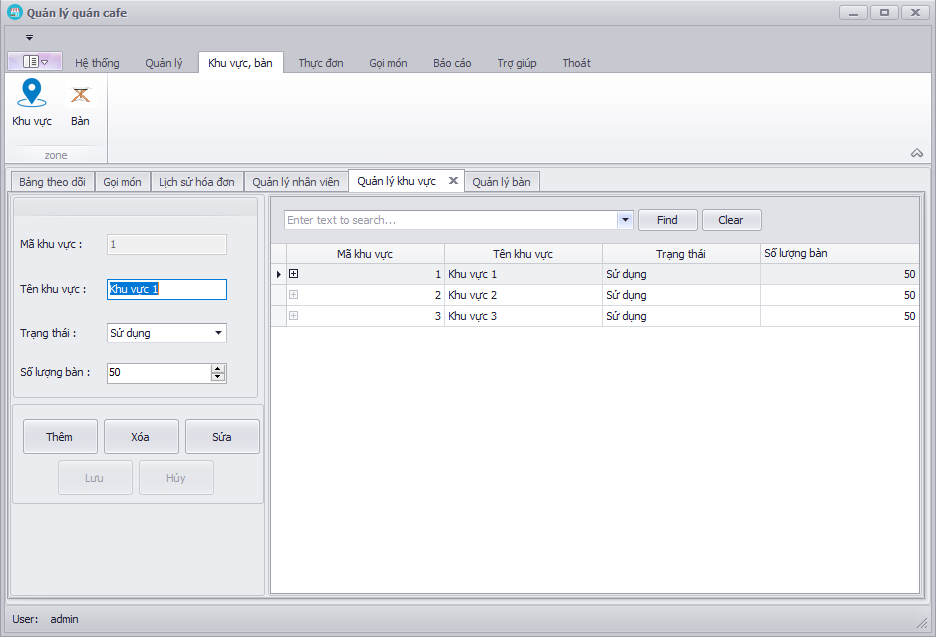 Quản lý quán cafe
Hệ thống Quản lý Khu vực, bàn Thực đơn Gọi món Báo cáo Trợ giúp Thoát
Khu vực Bàn
zone
Bảng theo dõi Gọi món Lịch sử hóa đơn Quản lý nhân viên Quản lý khu vực Quản lý bàn
Enter text to search... Find Clear
Mã khu vực : 1
Tên khu vực : Khu vực 1
Trạng thái : Sử dụng
Số lượng bàn : 50
Thêm Xóa Sửa
Lưu Hủy
Mã khu vực Tên khu vực Trạng thái Số lượng bàn
1 Khu vực 1 Sử dụng 50
2 Khu vực 2 Sử dụng 50
3 Khu vực 3 Sử dụng 50
User: admin